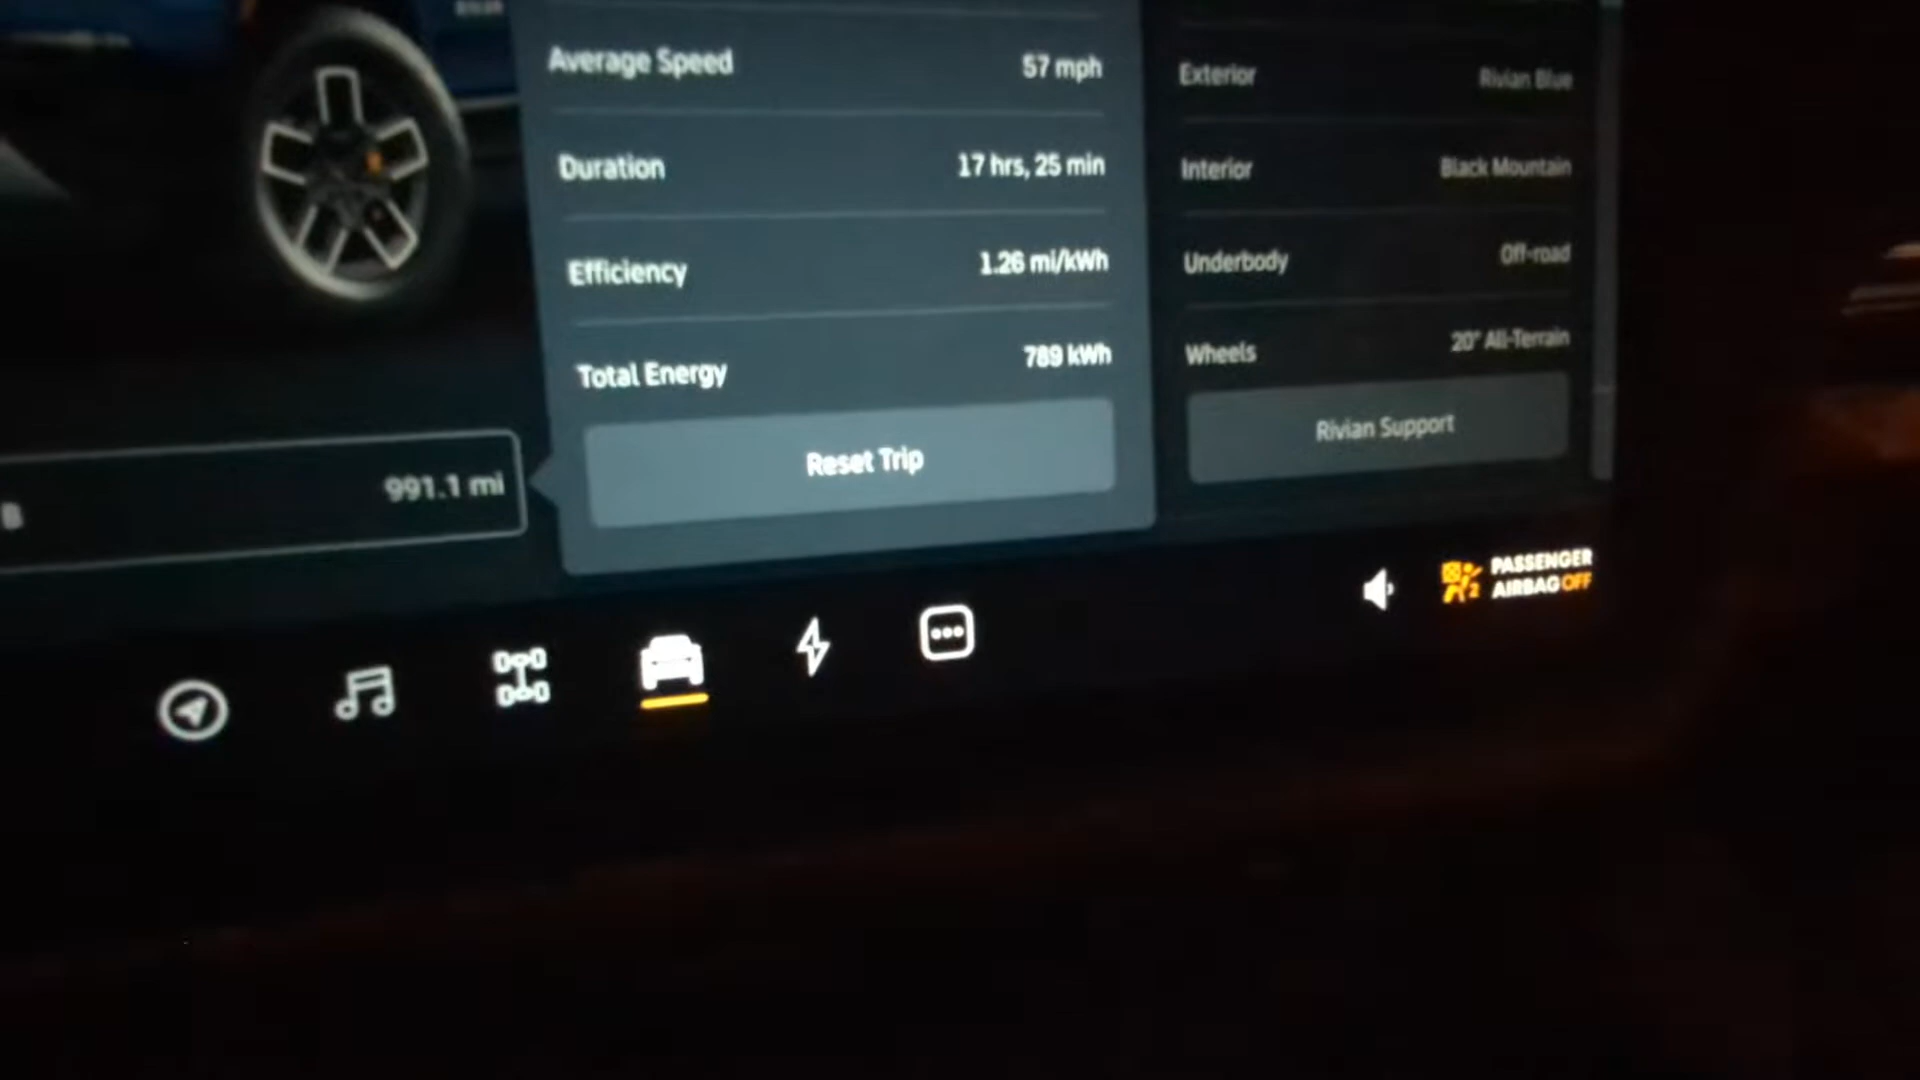 Average Speed 57 mph
Duration 17 hrs, 25 min
Efficiency 1.26 mi/kWh
Total Energy 789 kWh
Reset Trip
B 991.1 mi
Exterior Rivian Blue
Interior Black Mountain
Underbody Off-road
Wheels 20" All-Terrain
Rivian Support
PASSENGER
AIRBAG OFF
2